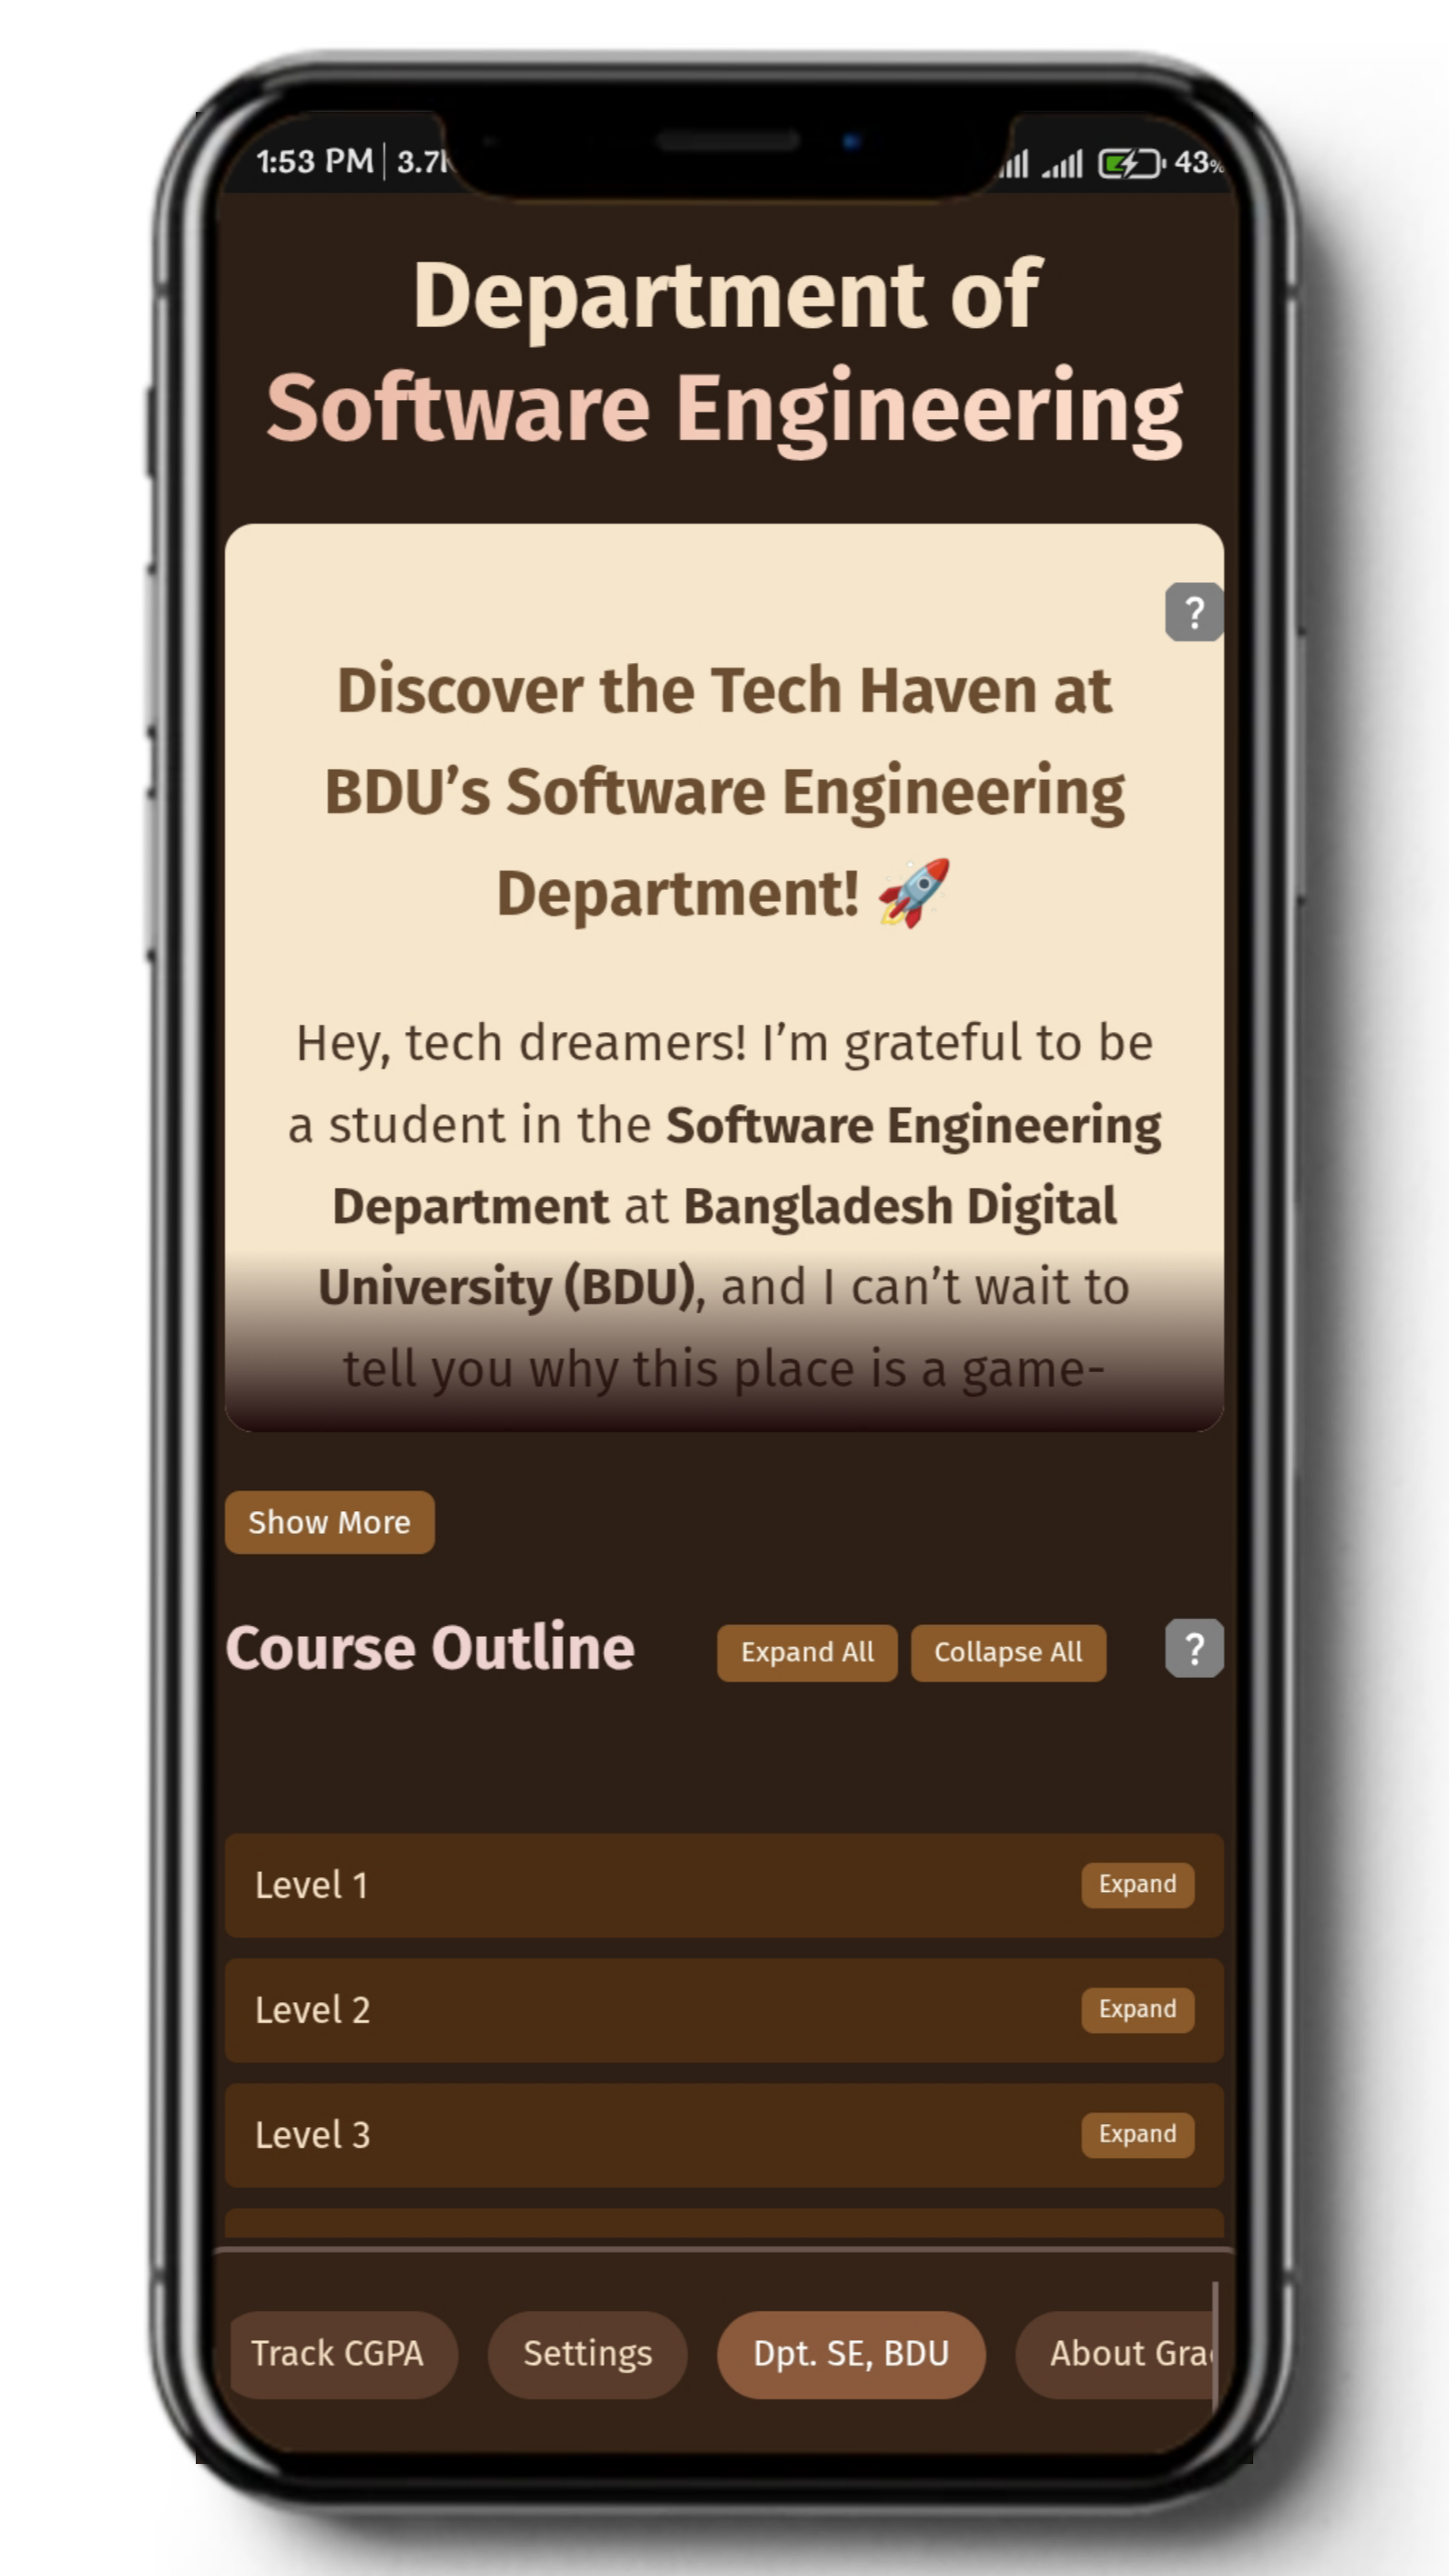 1:53 PM 3.7
43%
Department of
Software Engineering
?
Discover the Tech Haven at
BDU’s Software Engineering
Department! 🚀
Hey, tech dreamers! I’m grateful to be
a student in the Software Engineering
Department at Bangladesh Digital
University (BDU), and I can’t wait to
tell you why this place is a game-
Show More
Course Outline Expand All Collapse All ?
Level 1 Expand
Level 2 Expand
Level 3 Expand
Track CGPA Settings Dpt. SE, BDU About